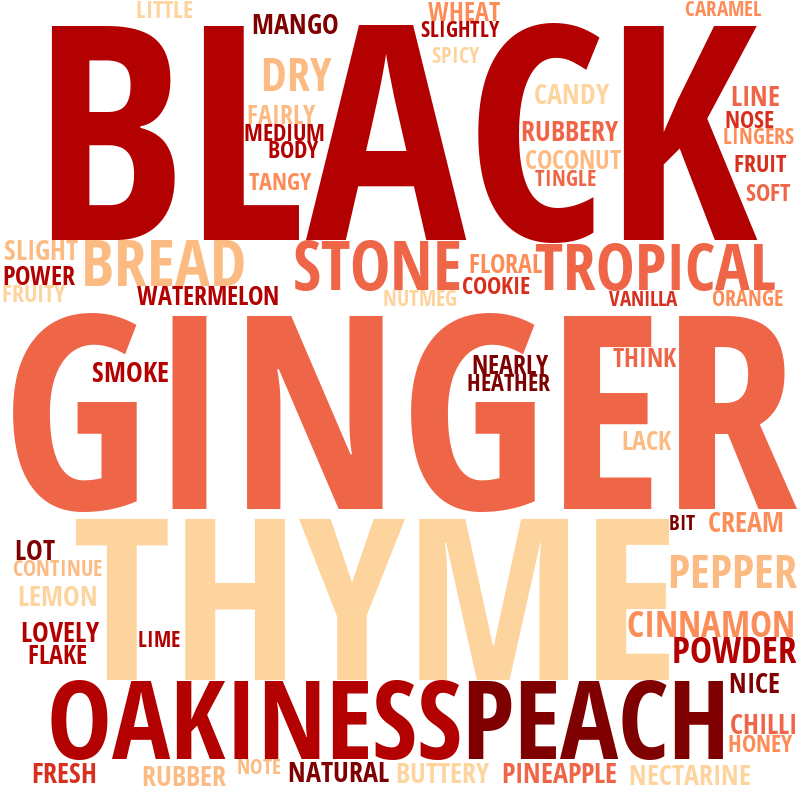 LITTLE
MANGO
WHEAT
SLIGHTLY
CARAMEL
BLACK
SPICY
DRY
CANDY
LINE
FAIRLY
MEDIUM
BODY
RUBBERY
NOSE
LINGERS
COCONUT
FRUIT
TANGY
TINGLE
SOFT
SLIGHT
BREAD
STONE
FLORAL
TROPICAL
POWER
COOKIE
FRUITY
WATERMELON
NUTMEG
VANILLA
ORANGE
GINGER
SMOKE
NEARLY
HEATHER
THINK
LACK
THYME
BIT
CREAM
LOT
CONTINUE
PEPPER
LEMON
CINNAMON
LOVELY
LIME
FLAKE
POWDER
OAKINESS
PEACH
NICE
CHILLI
HONEY
FRESH
RUBBER
NOTE
NATURAL
BUTTERY
PINEAPPLE
NECTARINE